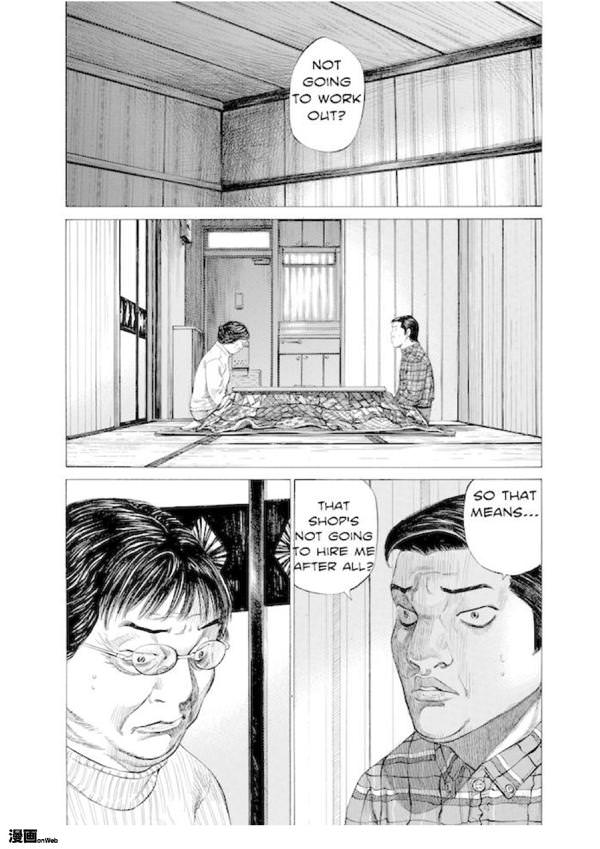 NOT
GOING
TO WORK
OUT?
SO THAT
MEANS...
THAT
SHOP'S
NOT GOING
TO HIRE ME
AFTER ALL?
漫画onWeb